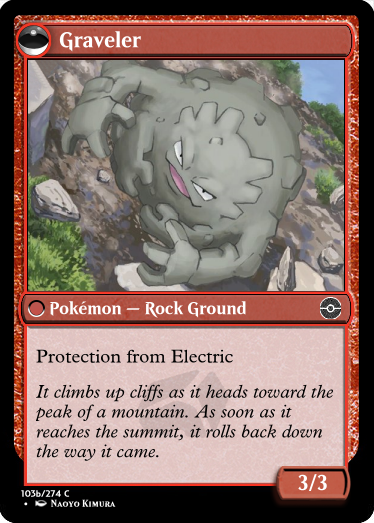 Graveler
Pokémon — Rock Ground
Protection from Electric
It climbs up cliffs as it heads toward the
peak of a mountain. As soon as it
reaches the summit, it rolls back down
the way it came.
3/3
103b/274 C
• Naoyo Kimura